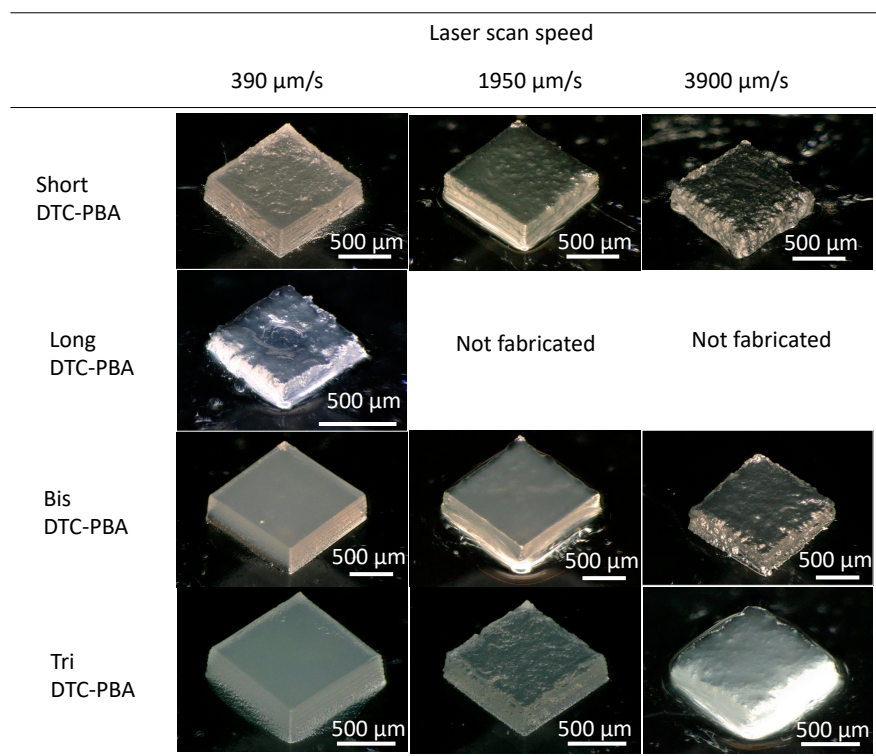 Laser scan speed
390 µm/s 1950 µm/s 3900 µm/s
Short
DTC-PBA
500 µm 500 µm 500 µm
Long
DTC-PBA
Not fabricated Not fabricated
500 µm
Bis
DTC-PBA
500 µm 500 µm 500 µm
Tri
DTC-PBA
500 µm 500 µm 500 µm